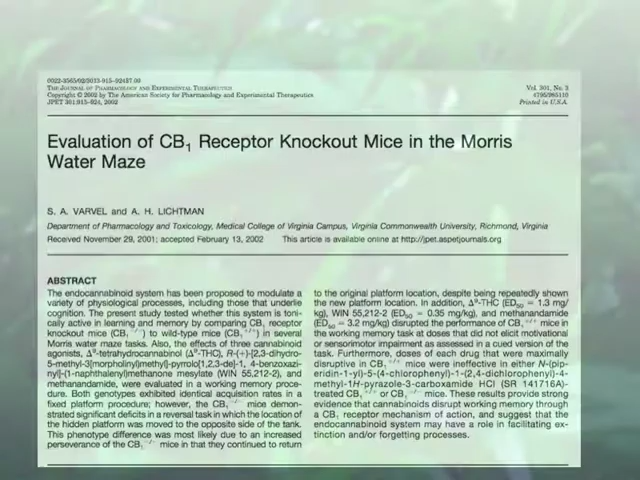 0022-3565/02/3013-915–924$7.00
THE JOURNAL OF PHARMACOLOGY AND EXPERIMENTAL THERAPEUTICS
Copyright © 2002 by The American Society for Pharmacology and Experimental Therapeutics
JPET 301:915–924, 2002
Vol. 301, No. 3
4795/985110
Printed in U.S.A.
Evaluation of CB₁ Receptor Knockout Mice in the Morris
Water Maze
S. A. VARVEL and A. H. LICHTMAN
Department of Pharmacology and Toxicology, Medical College of Virginia Campus, Virginia Commonwealth University, Richmond, Virginia
Received November 29, 2001; accepted February 13, 2002 This article is available online at http://jpet.aspetjournals.org
ABSTRACT
The endocannabinoid system has been proposed to modulate a
variety of physiological processes, including those that underlie
cognition. The present study tested whether this system is toni-
cally active in learning and memory by comparing CB₁ receptor
knockout mice (CB₁⁻/⁻) to wild-type mice (CB₁⁺/⁺) in several
Morris water maze tasks. Also, the effects of three cannabinoid
agonists, Δ⁹-tetrahydrocannabinol (Δ⁹-THC), R-(+)-[2,3-dihydro-
5-methyl-3[(morpholinyl)methyl]-pyrrolo[1,2,3-de]-1, 4-benzoxazi-
nyl]-(1-naphthalenyl)methanone mesylate (WIN 55,212-2), and
methanandamide, were evaluated in a working memory proce-
dure. Both genotypes exhibited identical acquisition rates in a
fixed platform procedure; however, the CB₁⁻/⁻ mice demon-
strated significant deficits in a reversal task in which the location of
the hidden platform was moved to the opposite side of the tank.
This phenotype difference was most likely due to an increased
perseverance of the CB₁⁻/⁻ mice in that they continued to return
to the original platform location, despite being repeatedly shown
the new platform location. In addition, Δ⁹-THC (ED₅₀ = 1.3 mg/
kg), WIN 55,212-2 (ED₅₀ = 0.35 mg/kg), and methanandamide
(ED₅₀ = 3.2 mg/kg) disrupted the performance of CB₁⁺/⁺ mice in
the working memory task at doses that did not elicit motivational
or sensorimotor impairment as assessed in a cued version of the
task. Furthermore, doses of each drug that were maximally
disruptive in CB₁⁺/⁺ mice were ineffective in either N-(pip-
eridin-1-yl)-5-(4-chlorophenyl)-1-(2,4-dichlorophenyl)-4-
methyl-1H-pyrazole-3-carboxamide HCl (SR 141716A)-
treated CB₁⁺/⁺ or CB₁⁻/⁻ mice. These results provide strong
evidence that cannabinoids disrupt working memory through
a CB₁ receptor mechanism of action, and suggest that the
endocannabinoid system may have a role in facilitating ex-
tinction and/or forgetting processes.